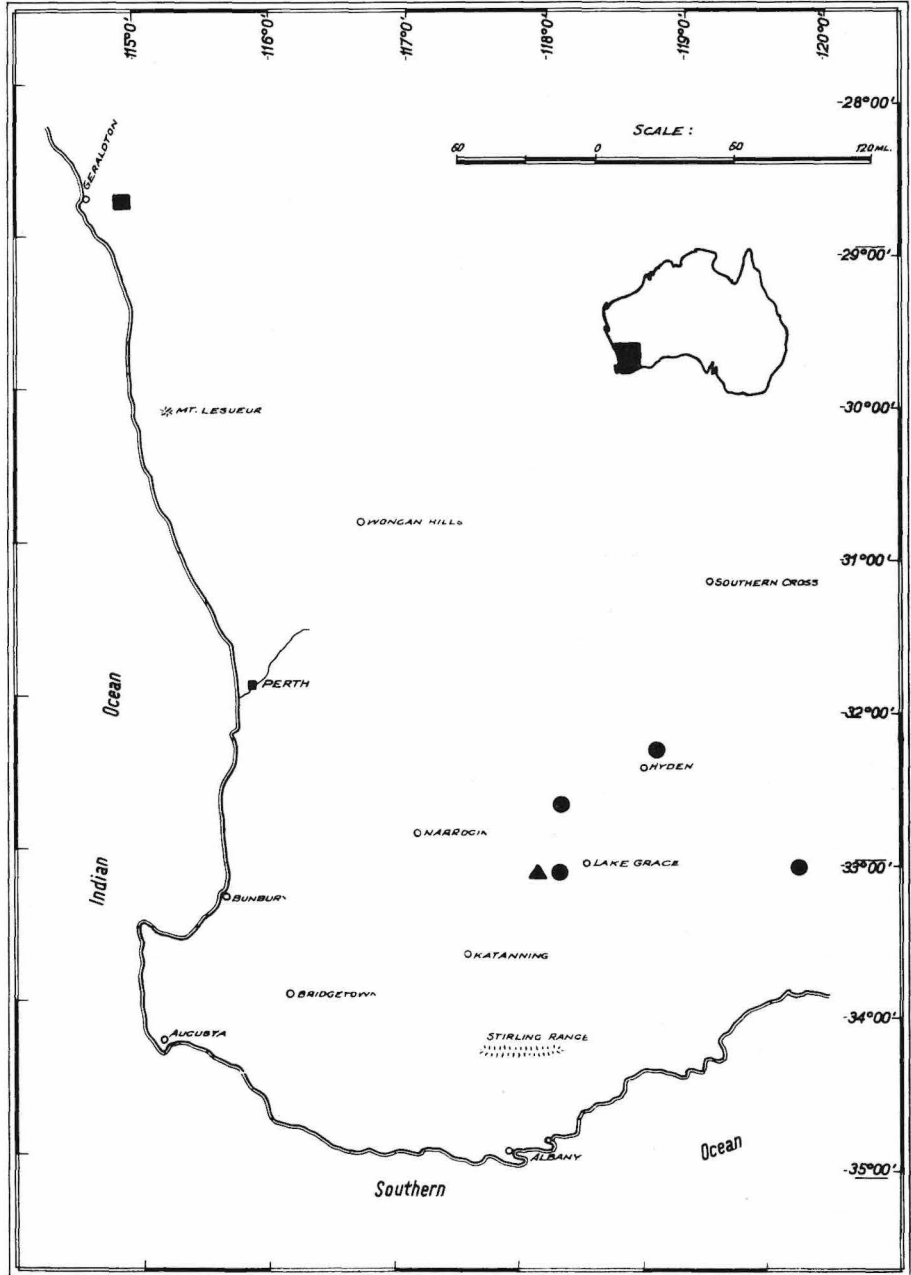 -115°0'-
-116°0'-
-117°0'-
-118°0'-
-119°0'-
-120°0'-
-28°00'
SCALE :
60 0 60 120 ML.
GERALDTON
-29°00'
MT. LESUEUR
-30°00'
WONGAN HILLS
-31°00'
SOUTHERN CROSS
PERTH
Ocean
-32°00'
HYDEN
NARROGIN
LAKE GRACE
-33°00'
Indian
BUNBURY
KATANNING
BRIDGETOWN
-34°00'
AUGUSTA
STIRLING RANGE
ALBANY
Ocean
-35°00'
Southern